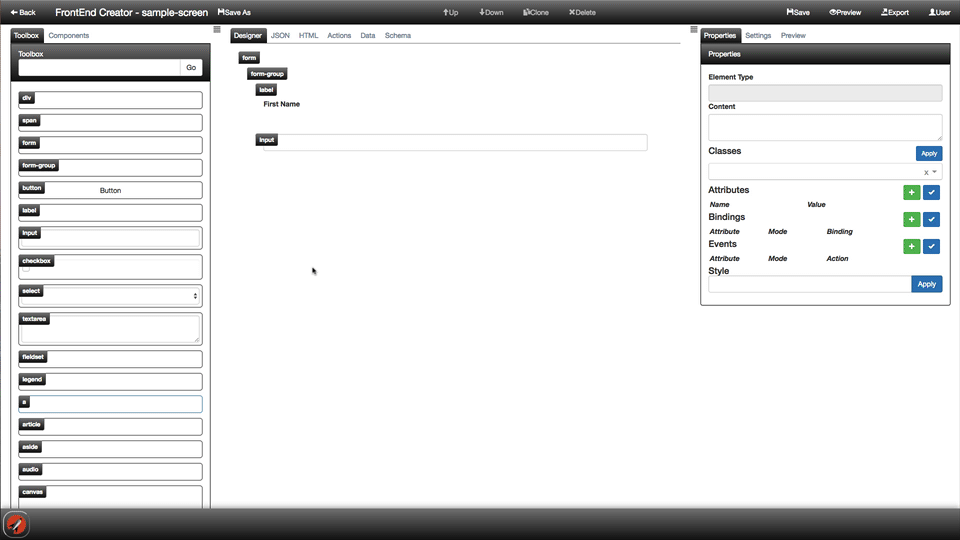 Back FrontEnd Creator - sample-screen Save As Up Down Clone Delete Save Preview Export User
Toolbox Components
Toolbox
Go
div
span
form
form-group
button Button
label
input
checkbox
select
textarea
fieldset
legend
a
article
aside
audio
canvas
Designer JSON HTML Actions Data Schema
form
form-group
label
First Name
input
Properties Settings Preview
Properties
Element Type
Content
Classes Apply
x
Attributes
Name Value
Bindings
Attribute Mode Binding
Events
Attribute Mode Action
Style
Apply